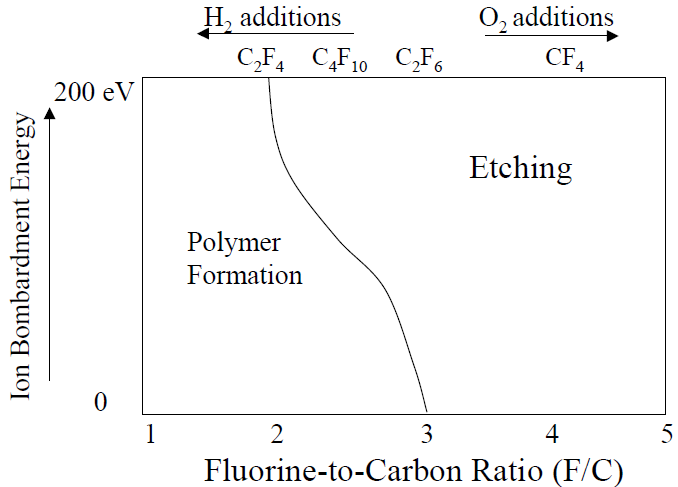 H₂ additions O₂ additions
C₂F₄ C₄F₁₀ C₂F₆ CF₄
200 eV
Etching
Ion Bombardment Energy
Polymer
Formation
0
1 2 3 4 5
Fluorine-to-Carbon Ratio (F/C)